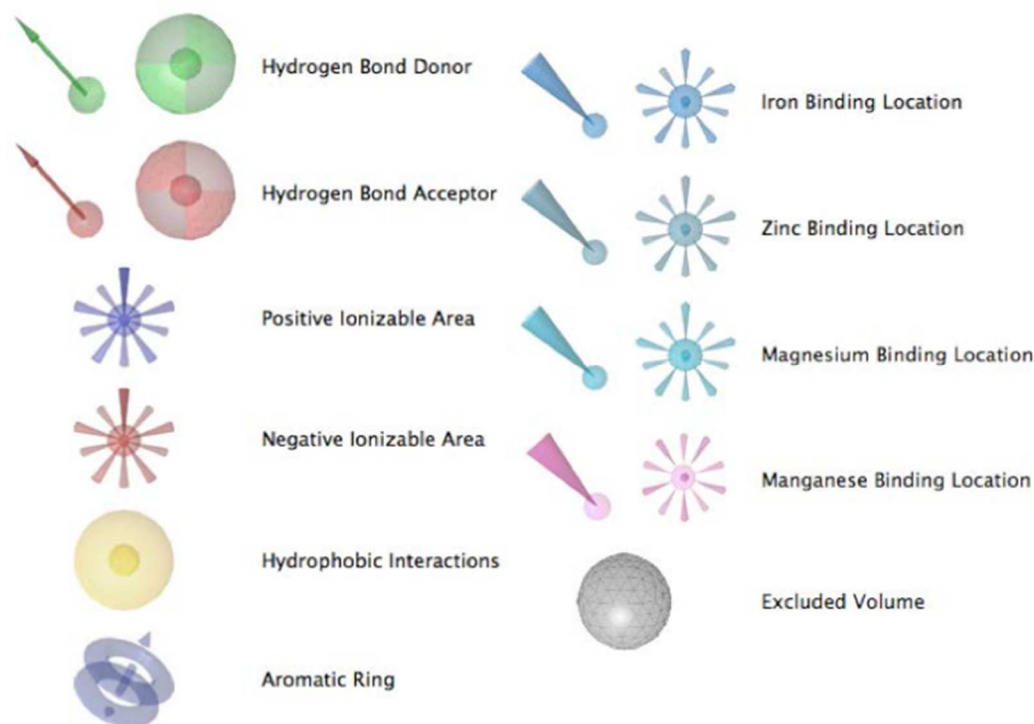 Hydrogen Bond Donor
Hydrogen Bond Acceptor
Positive Ionizable Area
Negative Ionizable Area
Hydrophobic Interactions
Aromatic Ring
Iron Binding Location
Zinc Binding Location
Magnesium Binding Location
Manganese Binding Location
Excluded Volume